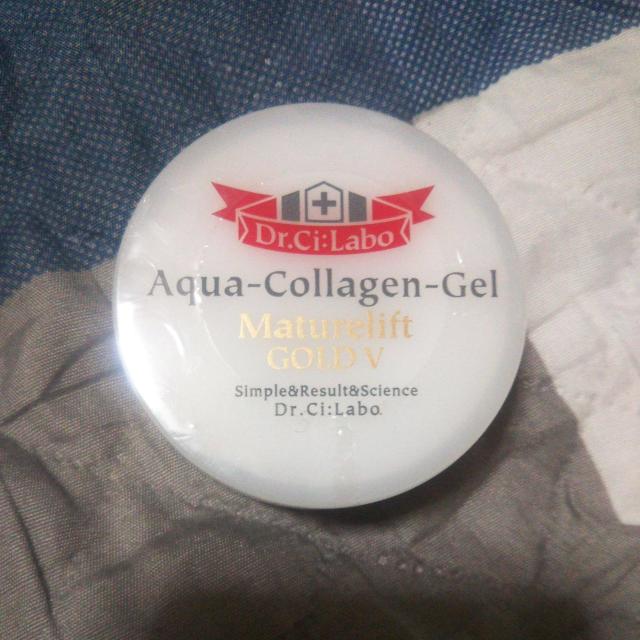 Dr.Ci:Labo
Aqua-Collagen-Gel
Maturelift
GOLD V
Simple&Result&Science
Dr.Ci:Labo